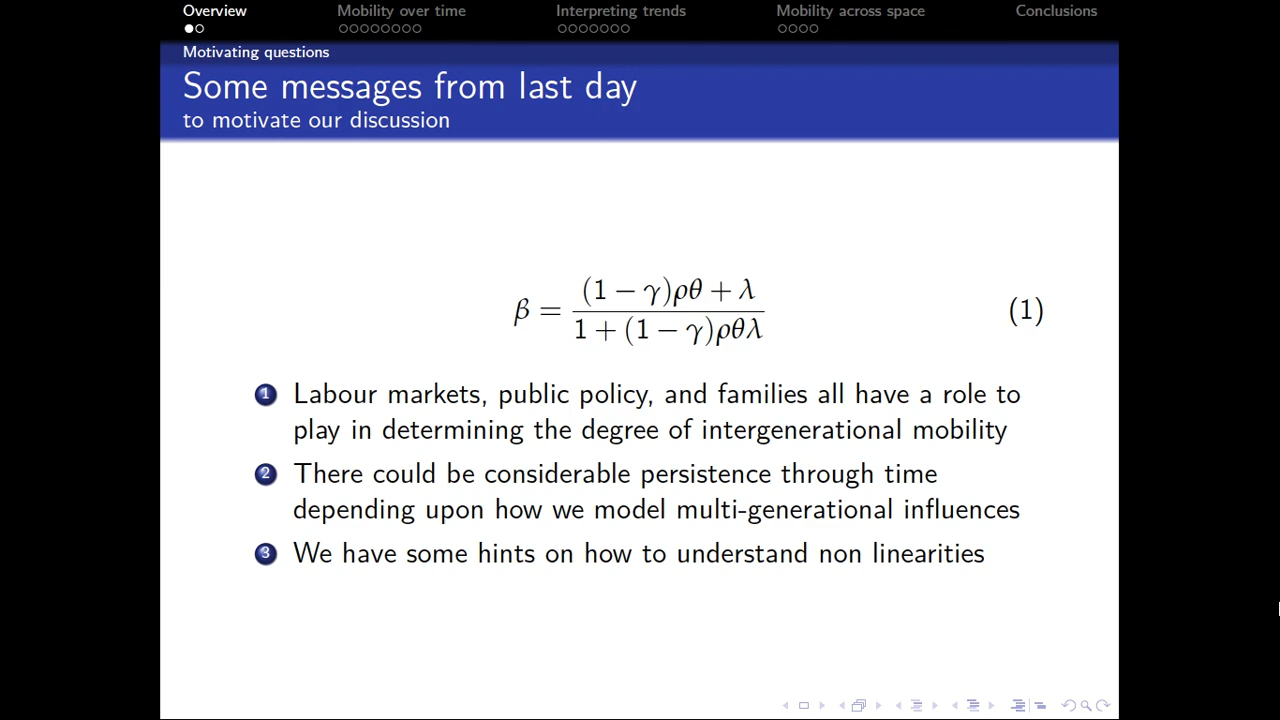 Overview Mobility over time Interpreting trends Mobility across space Conclusions
Motivating questions
Some messages from last day
to motivate our discussion
β = \frac{(1 − γ)ρθ + λ}{1 + (1 − γ)ρθλ} (1)
1 Labour markets, public policy, and families all have a role to
play in determining the degree of intergenerational mobility
2 There could be considerable persistence through time
depending upon how we model multi-generational influences
3 We have some hints on how to understand non linearities